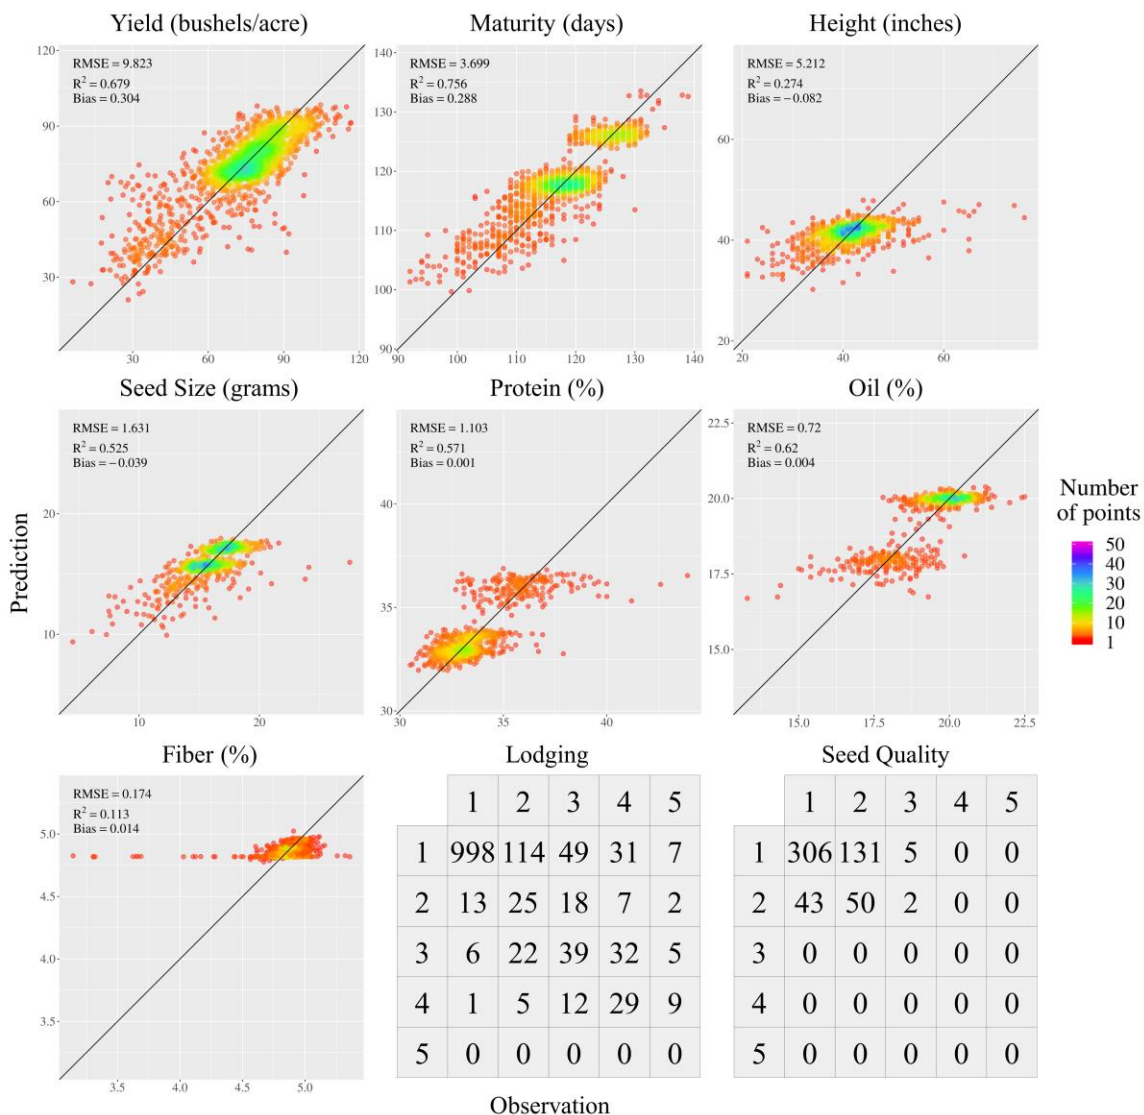 Yield (bushels/acre)
RMSE = 9.823
R² = 0.679
Bias = 0.304
120
90
60
30
30
60
90
120
Maturity (days)
RMSE = 3.699
R² = 0.756
Bias = 0.288
140
130
120
110
100
90
90
100
110
120
130
140
Height (inches)
RMSE = 5.212
R² = 0.274
Bias = −0.082
60
40
20
20
40
60
Seed Size (grams)
RMSE = 1.631
R² = 0.525
Bias = −0.039
20
10
10
20
Protein (%)
RMSE = 1.103
R² = 0.571
Bias = 0.001
40
35
30
30
35
40
Oil (%)
RMSE = 0.72
R² = 0.62
Bias = 0.004
22.5
20.0
17.5
15.0
15.0
17.5
20.0
22.5
Number
of points
50
40
30
20
10
1
Prediction
Fiber (%)
RMSE = 0.174
R² = 0.113
Bias = 0.014
5.0
4.5
4.0
3.5
3.5
4.0
4.5
5.0
Lodging
1 2 3 4 5
1 998 114 49 31 7
2 13 25 18 7 2
3 6 22 39 32 5
4 1 5 12 29 9
5 0 0 0 0 0
Seed Quality
1 2 3 4 5
1 306 131 5 0 0
2 43 50 2 0 0
3 0 0 0 0 0
4 0 0 0 0 0
5 0 0 0 0 0
Observation